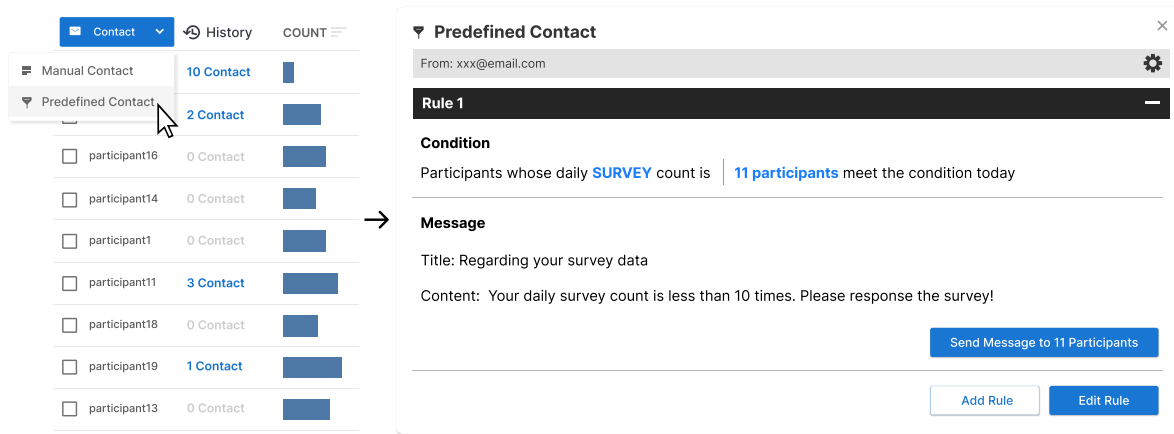 Contact
History
COUNT
Manual Contact
Predefined Contact
10 Contact
2 Contact
participant16 0 Contact
participant14 0 Contact
participant1 0 Contact
participant11 3 Contact
participant18 0 Contact
participant19 1 Contact
participant13 0 Contact
Predefined Contact
From: xxx@email.com
Rule 1
Condition
Participants whose daily SURVEY count is
11 participants meet the condition today
Message
Title: Regarding your survey data
Content: Your daily survey count is less than 10 times. Please response the survey!
Send Message to 11 Participants
Add Rule
Edit Rule